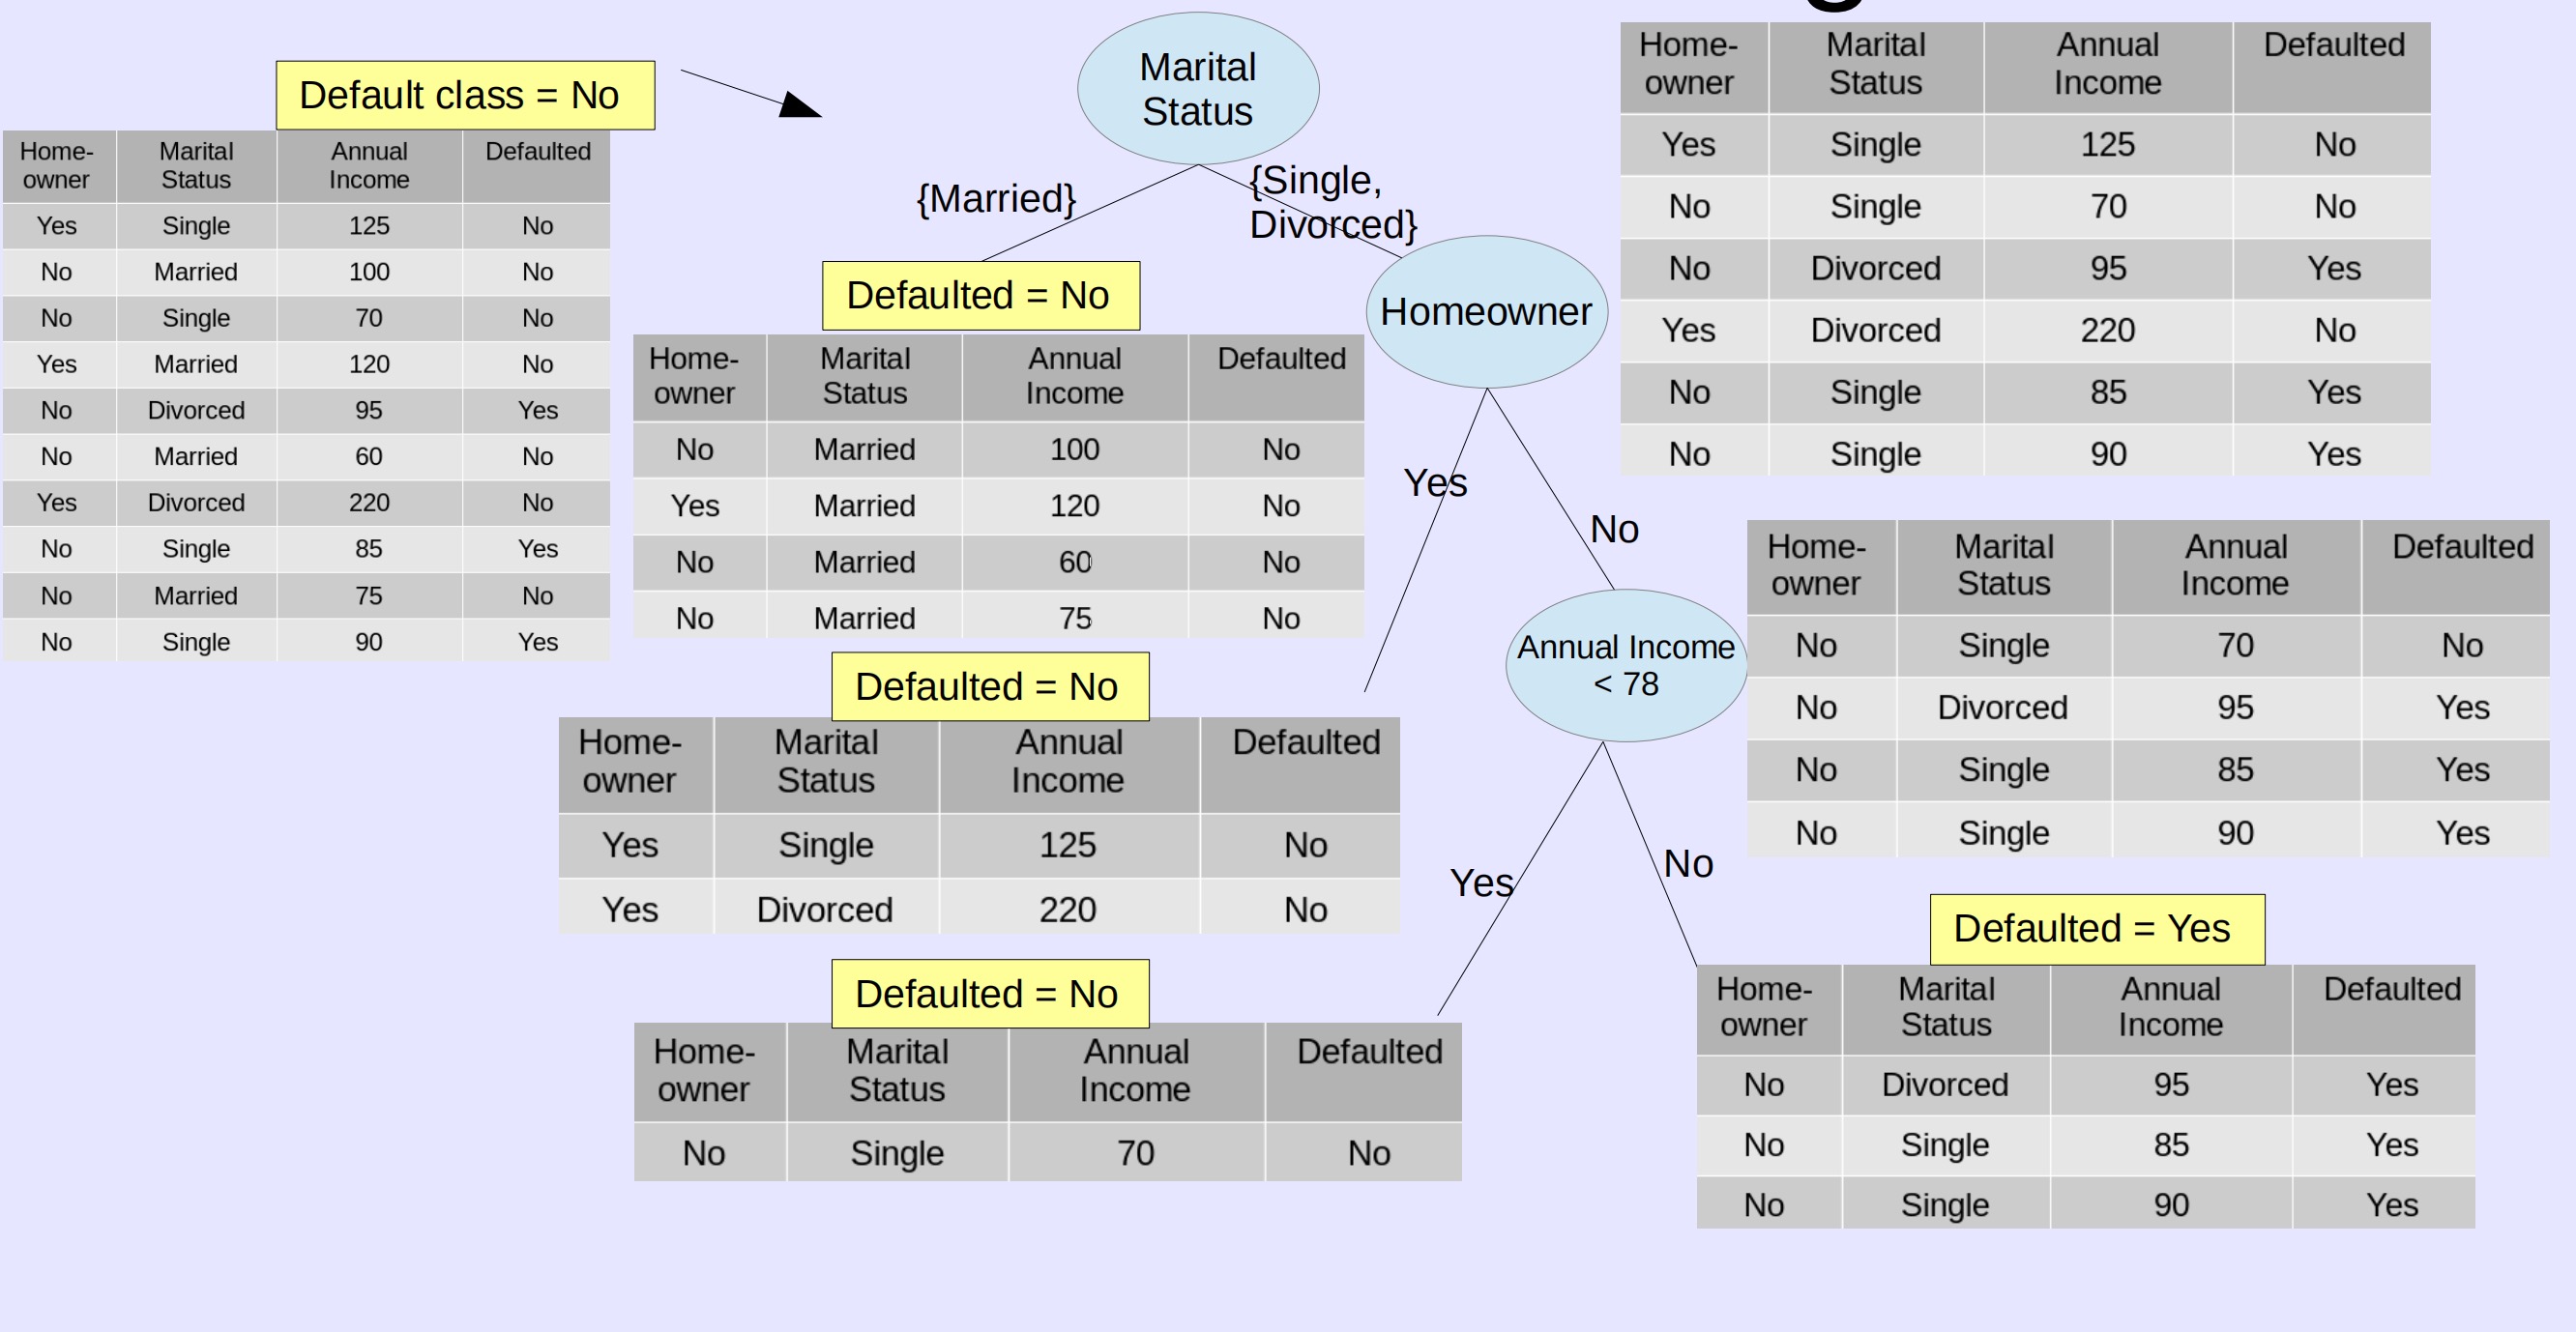 Default class = No
Home- Marital Annual Defaulted
owner Status Income
Yes Single 125 No
No Married 100 No
No Single 70 No
Yes Married 120 No
No Divorced 95 Yes
No Married 60 No
Yes Divorced 220 No
No Single 85 Yes
No Married 75 No
No Single 90 Yes
Marital
Status
{Married}
{Single,
Divorced}
Defaulted = No
Home- Marital Annual Defaulted
owner Status Income
No Married 100 No
Yes Married 120 No
No Married 60 No
No Married 75 No
Homeowner
Home- Marital Annual Defaulted
owner Status Income
Yes Single 125 No
No Single 70 No
No Divorced 95 Yes
Yes Divorced 220 No
No Single 85 Yes
No Single 90 Yes
Yes
No
Defaulted = No
Home- Marital Annual Defaulted
owner Status Income
Yes Single 125 No
Yes Divorced 220 No
Annual Income
< 78
Home- Marital Annual Defaulted
owner Status Income
No Single 70 No
No Divorced 95 Yes
No Single 85 Yes
No Single 90 Yes
Yes
No
Defaulted = No
Home- Marital Annual Defaulted
owner Status Income
No Single 70 No
Defaulted = Yes
Home- Marital Annual Defaulted
owner Status Income
No Divorced 95 Yes
No Single 85 Yes
No Single 90 Yes